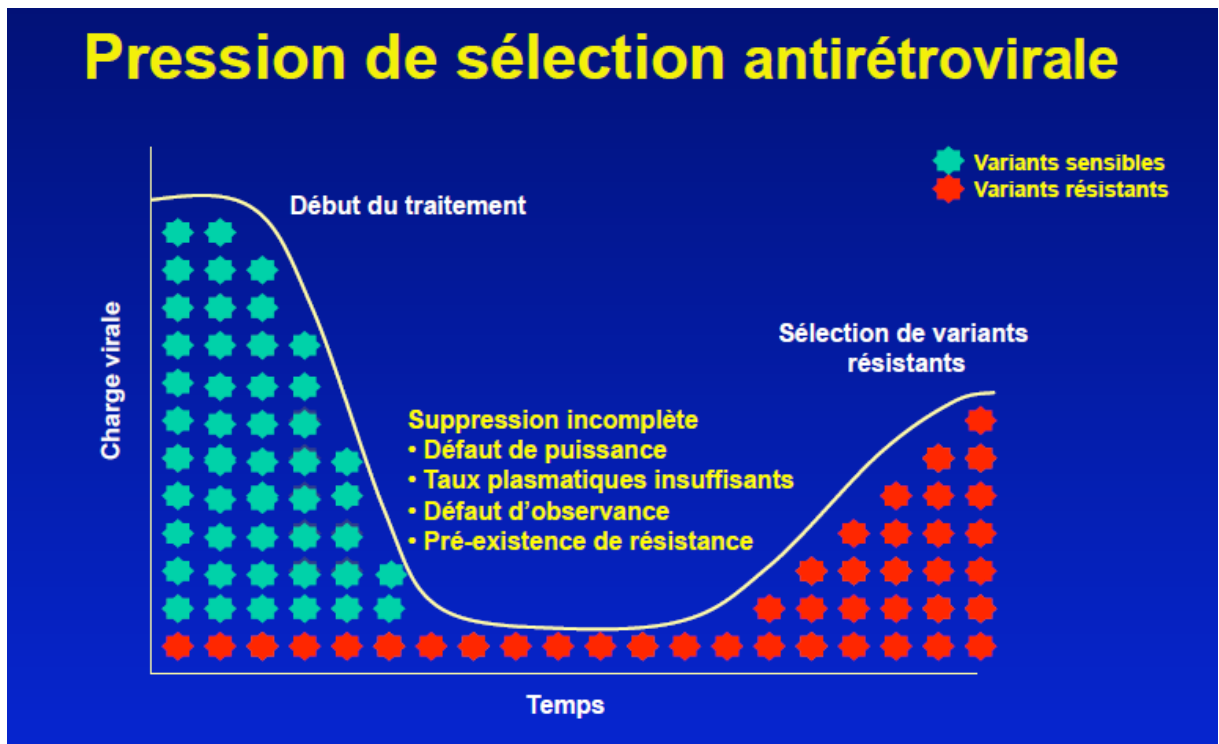 Pression de sélection antirétrovirale
Variants sensibles
Variants résistants
Début du traitement
Charge virale
Sélection de variants
résistants
Suppression incomplète
• Défaut de puissance
• Taux plasmatiques insuffisants
• Défaut d'observance
• Pré-existence de résistance
Temps